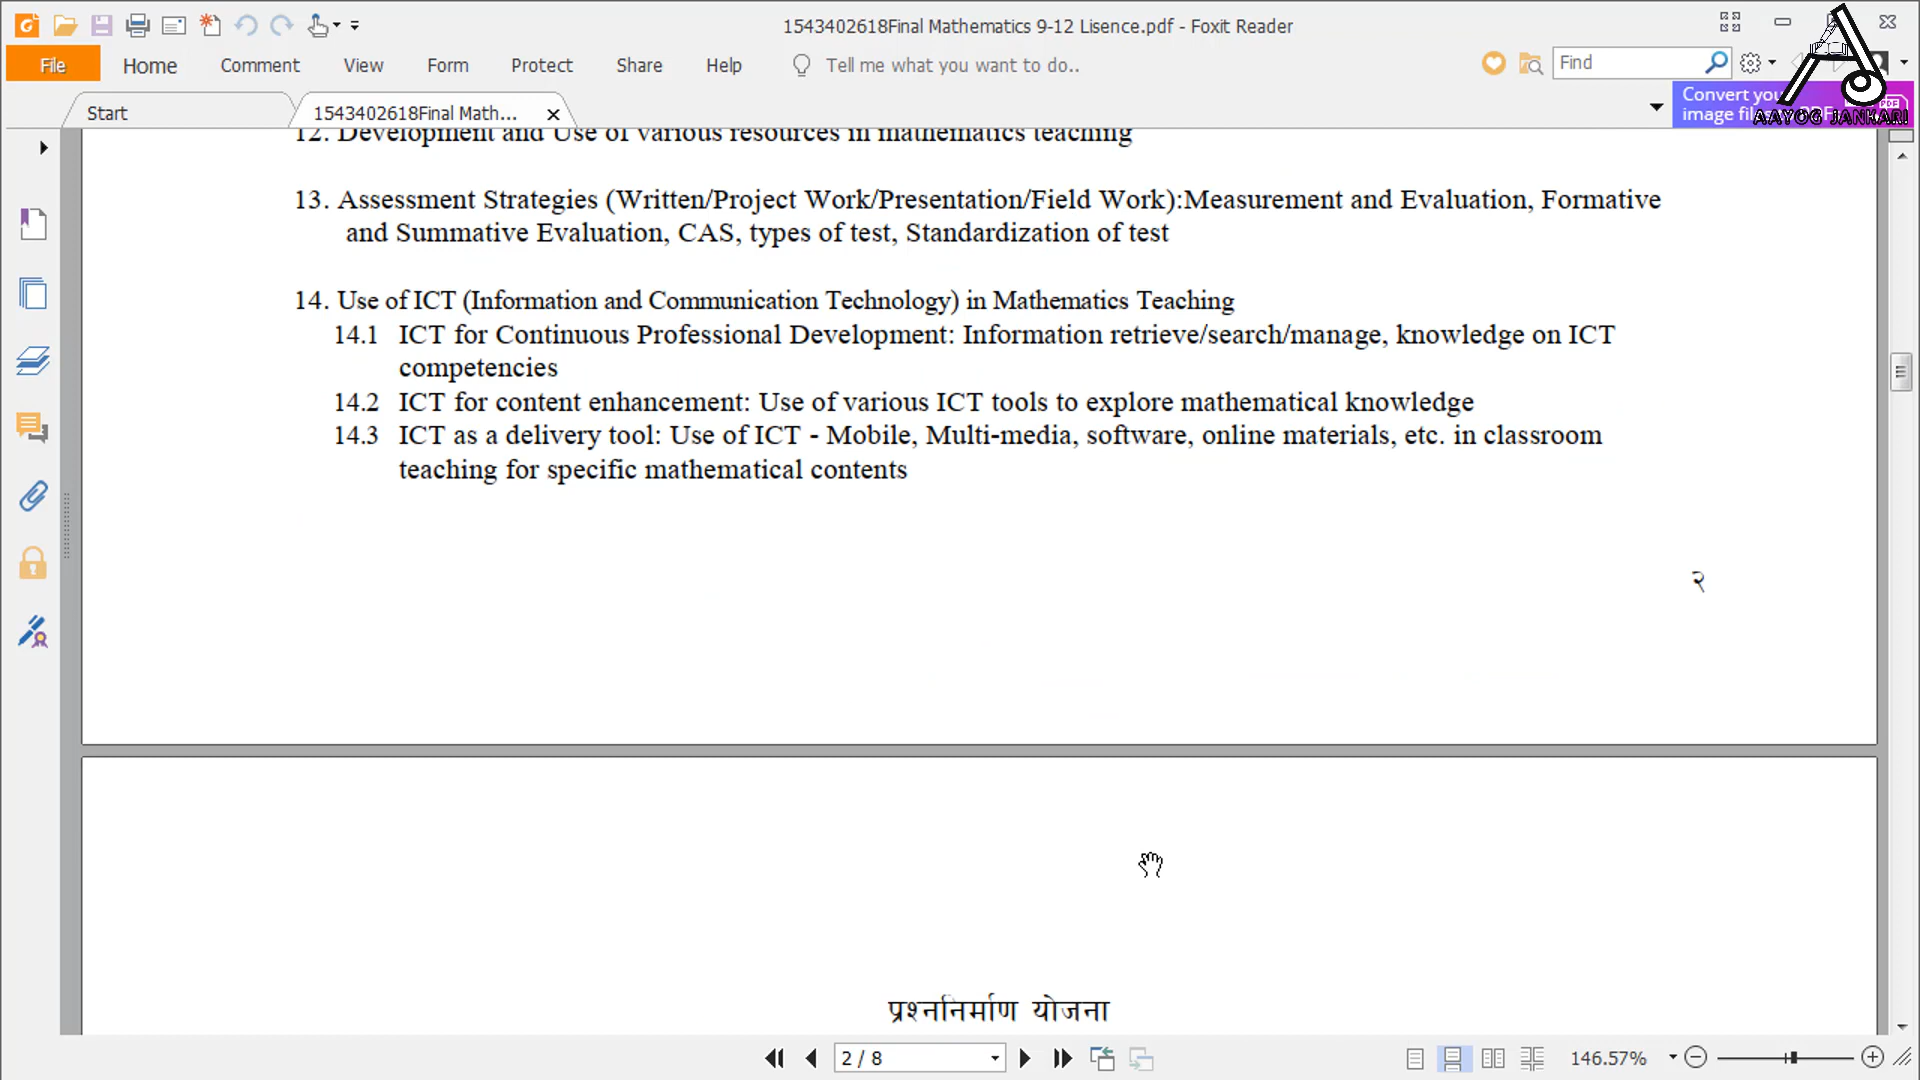 1543402618Final Mathematics 9-12 Lisence.pdf - Foxit Reader
File Home Comment View Form Protect Share Help Tell me what you want to do.. Find
Start 1543402618Final Math...
Convert
image
AAYOG JANKARI
12. Development and Use of various resources in mathematics teaching
13. Assessment Strategies (Written/Project Work/Presentation/Field Work):Measurement and Evaluation, Formative
and Summative Evaluation, CAS, types of test, Standardization of test
14. Use of ICT (Information and Communication Technology) in Mathematics Teaching
14.1 ICT for Continuous Professional Development: Information retrieve/search/manage, knowledge on ICT
competencies
14.2 ICT for content enhancement: Use of various ICT tools to explore mathematical knowledge
14.3 ICT as a delivery tool: Use of ICT - Mobile, Multi-media, software, online materials, etc. in classroom
teaching for specific mathematical contents
२
प्रश्ननिर्माण योजना
2 / 8 146.57%